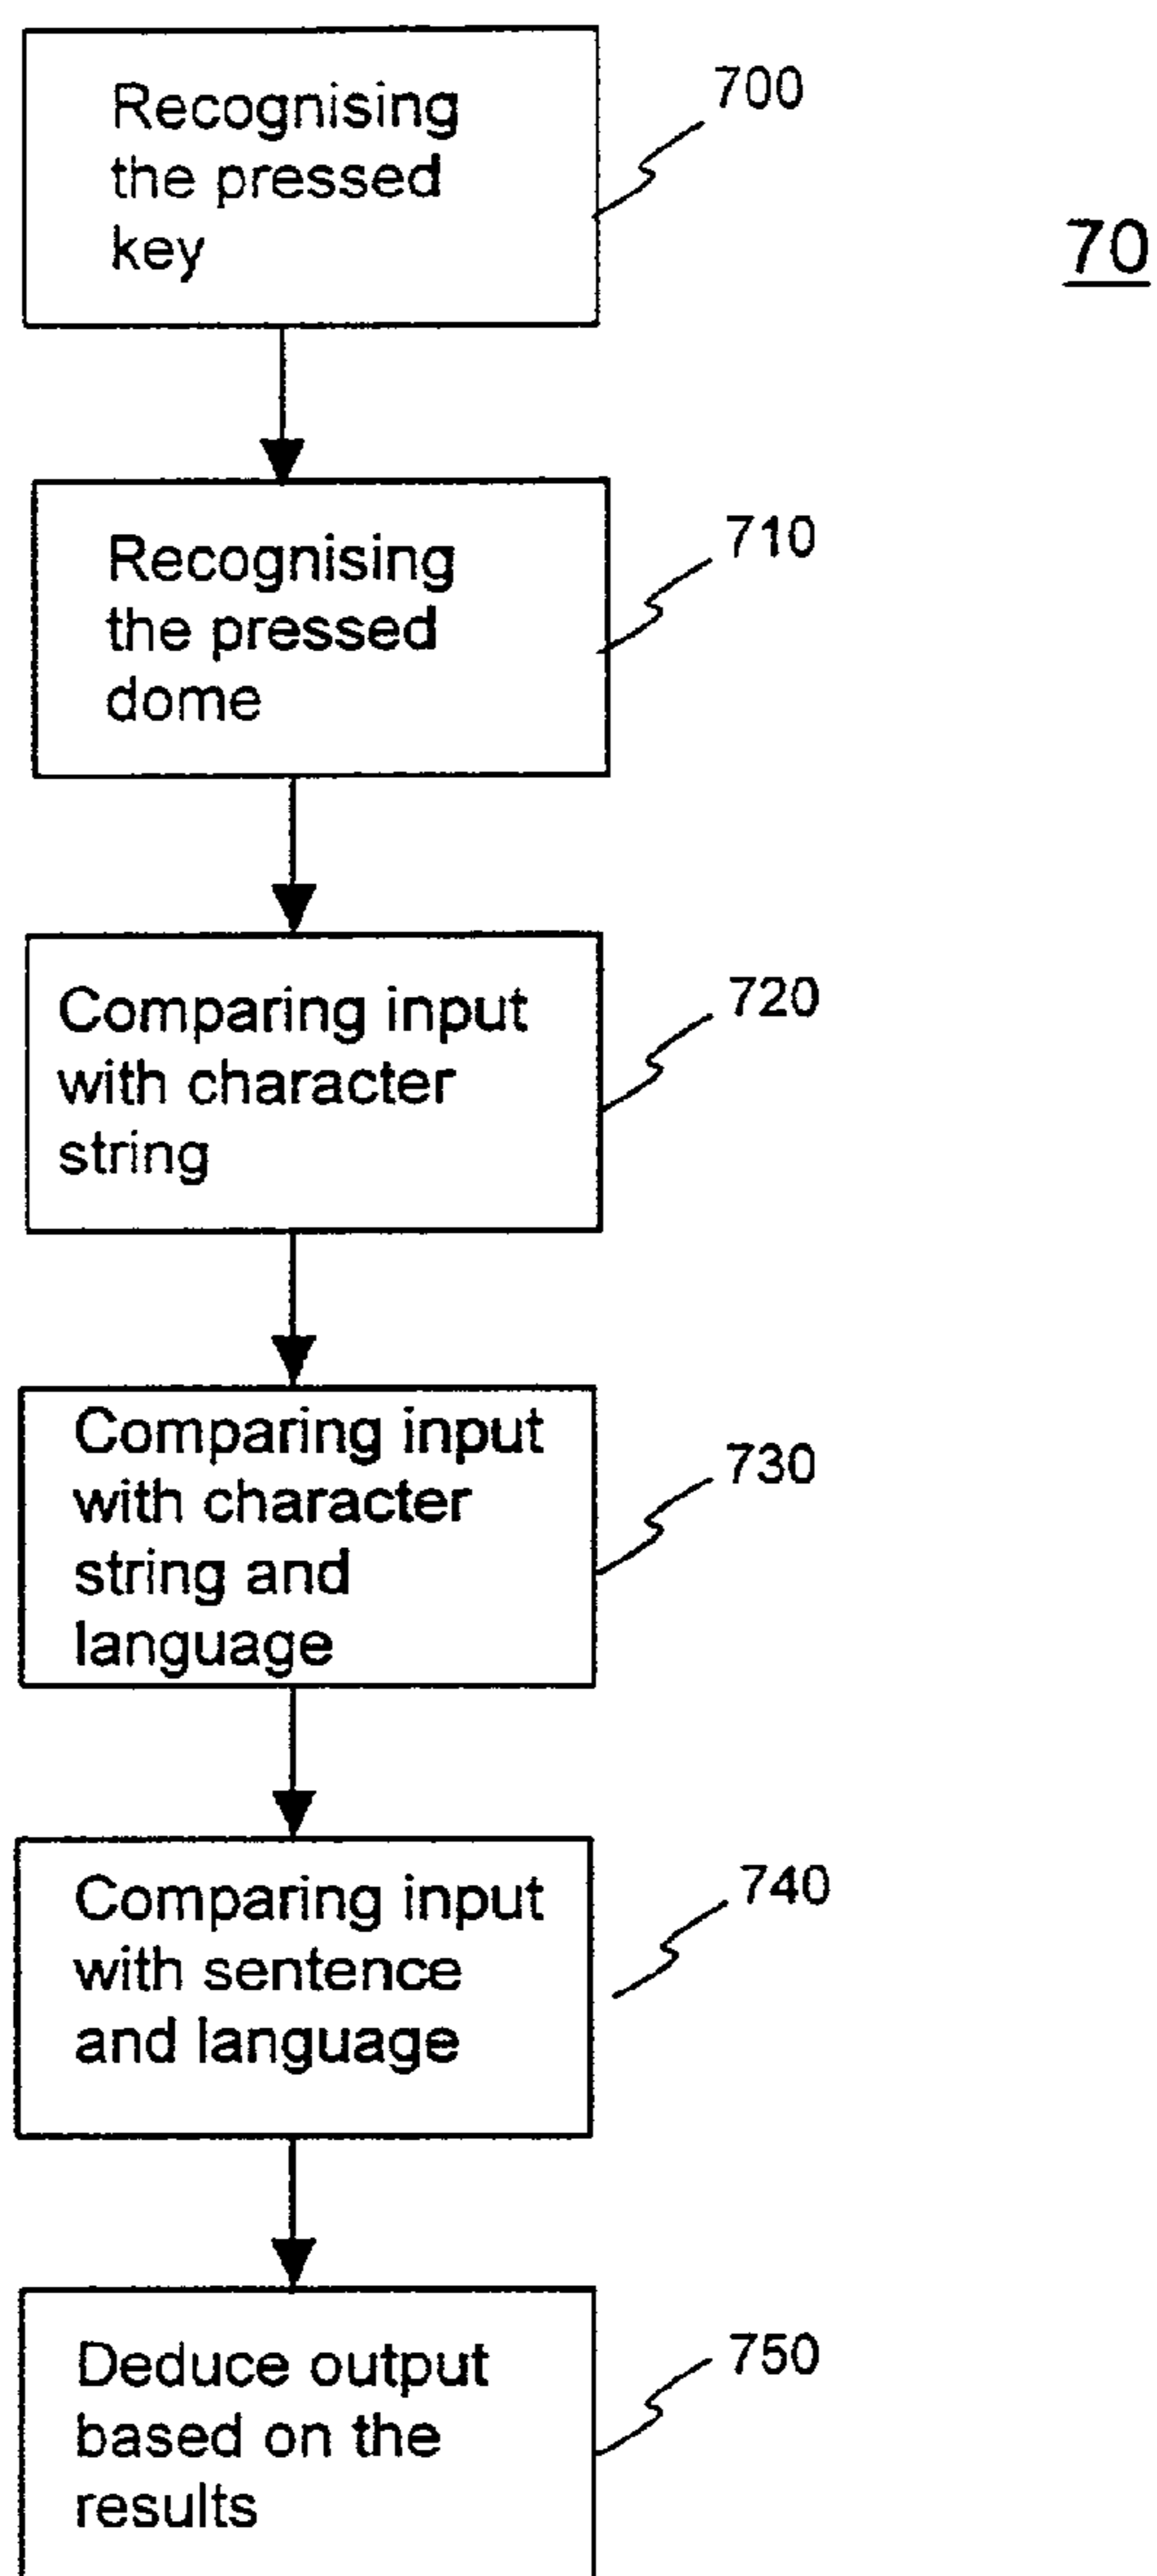 Recognising
the pressed
key
700
70
Recognising
the pressed
dome
710
Comparing input
with character
string
720
Comparing input
with character
string and
language
730
Comparing input
with sentence
and language
740
Deduce output
based on the
results
750